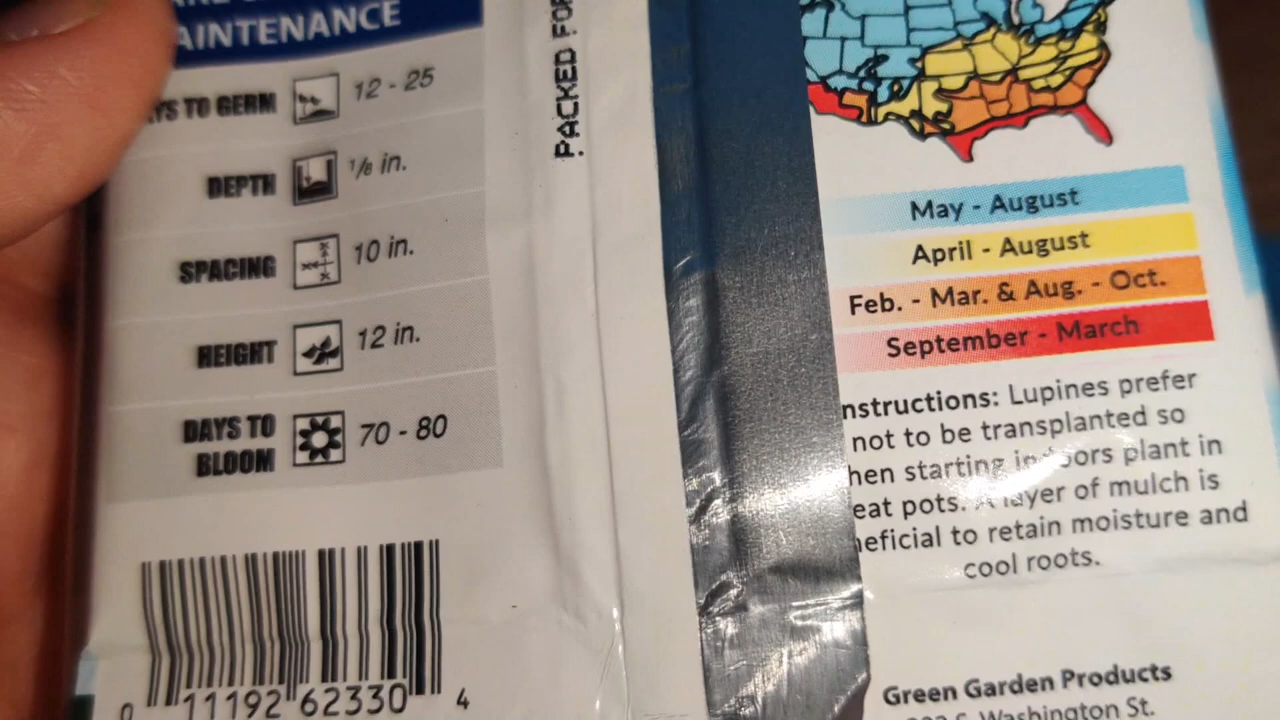 AINTENANCE
YS TO GERM 12 - 25
DEPTH 1/8 in.
SPACING 10 in.
HEIGHT 12 in.
DAYS TO
BLOOM 70 - 80
0 11192 62330 4
PACKED FOR
May - August
April - August
Feb. - Mar. & Aug. - Oct.
September - March
nstructions: Lupines prefer
not to be transplanted so
hen starting indoors plant in
eat pots. A layer of mulch is
neficial to retain moisture and
cool roots.
Green Garden Products
S. Washington St.